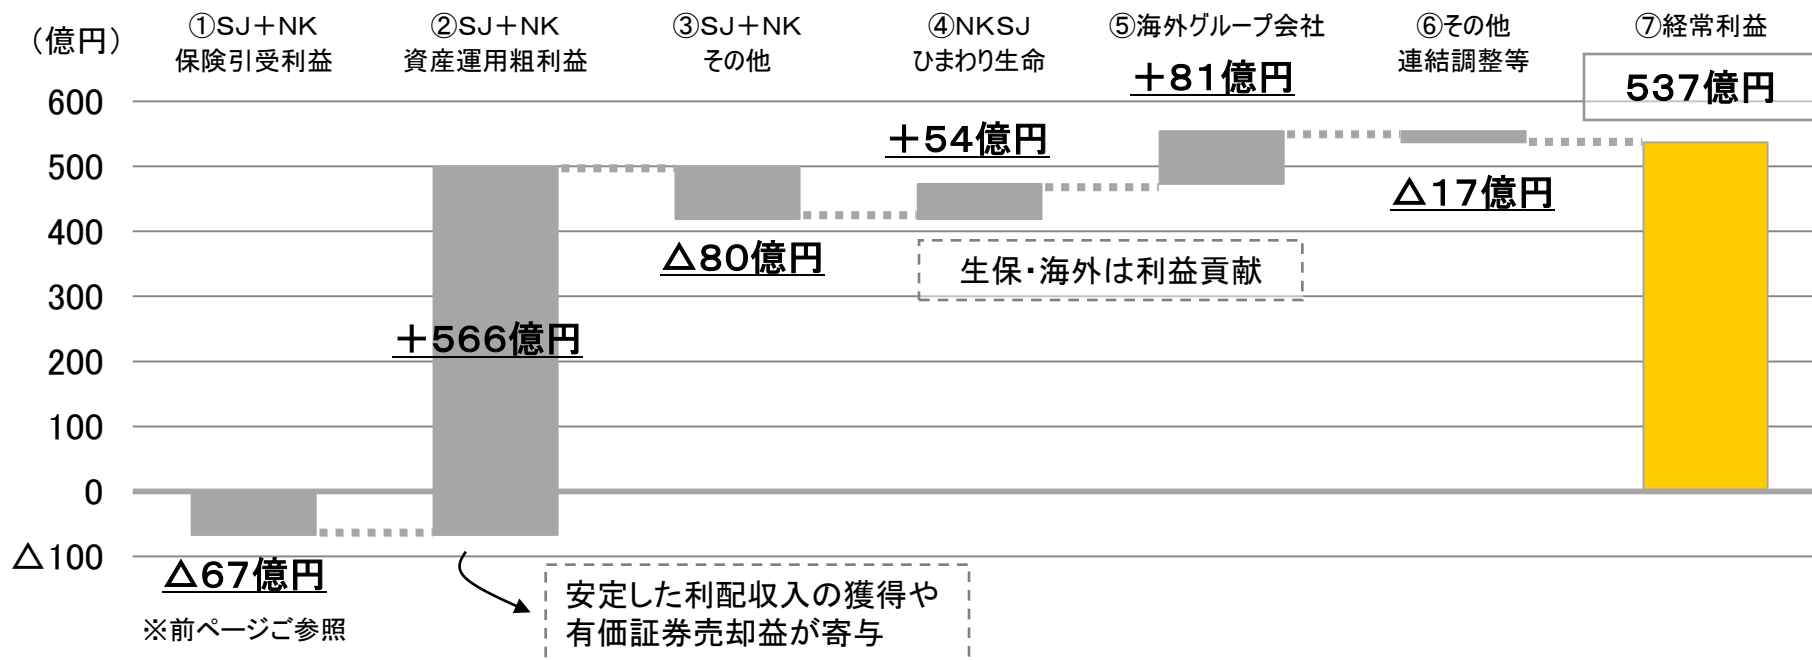 (億円)
①SJ+NK
保険引受利益
②SJ+NK
資産運用粗利益
③SJ+NK
その他
④NKSJ
ひまわり生命
⑤海外グループ会社
⑥その他
連結調整等
⑦経常利益
537億円
+81億円
+54億円
△17億円
△80億円
生保・海外は利益貢献
+566億円
600
500
400
300
200
100
0
△100
△67億円
※前ページご参照
安定した利配収入の獲得や
有価証券売却益が寄与